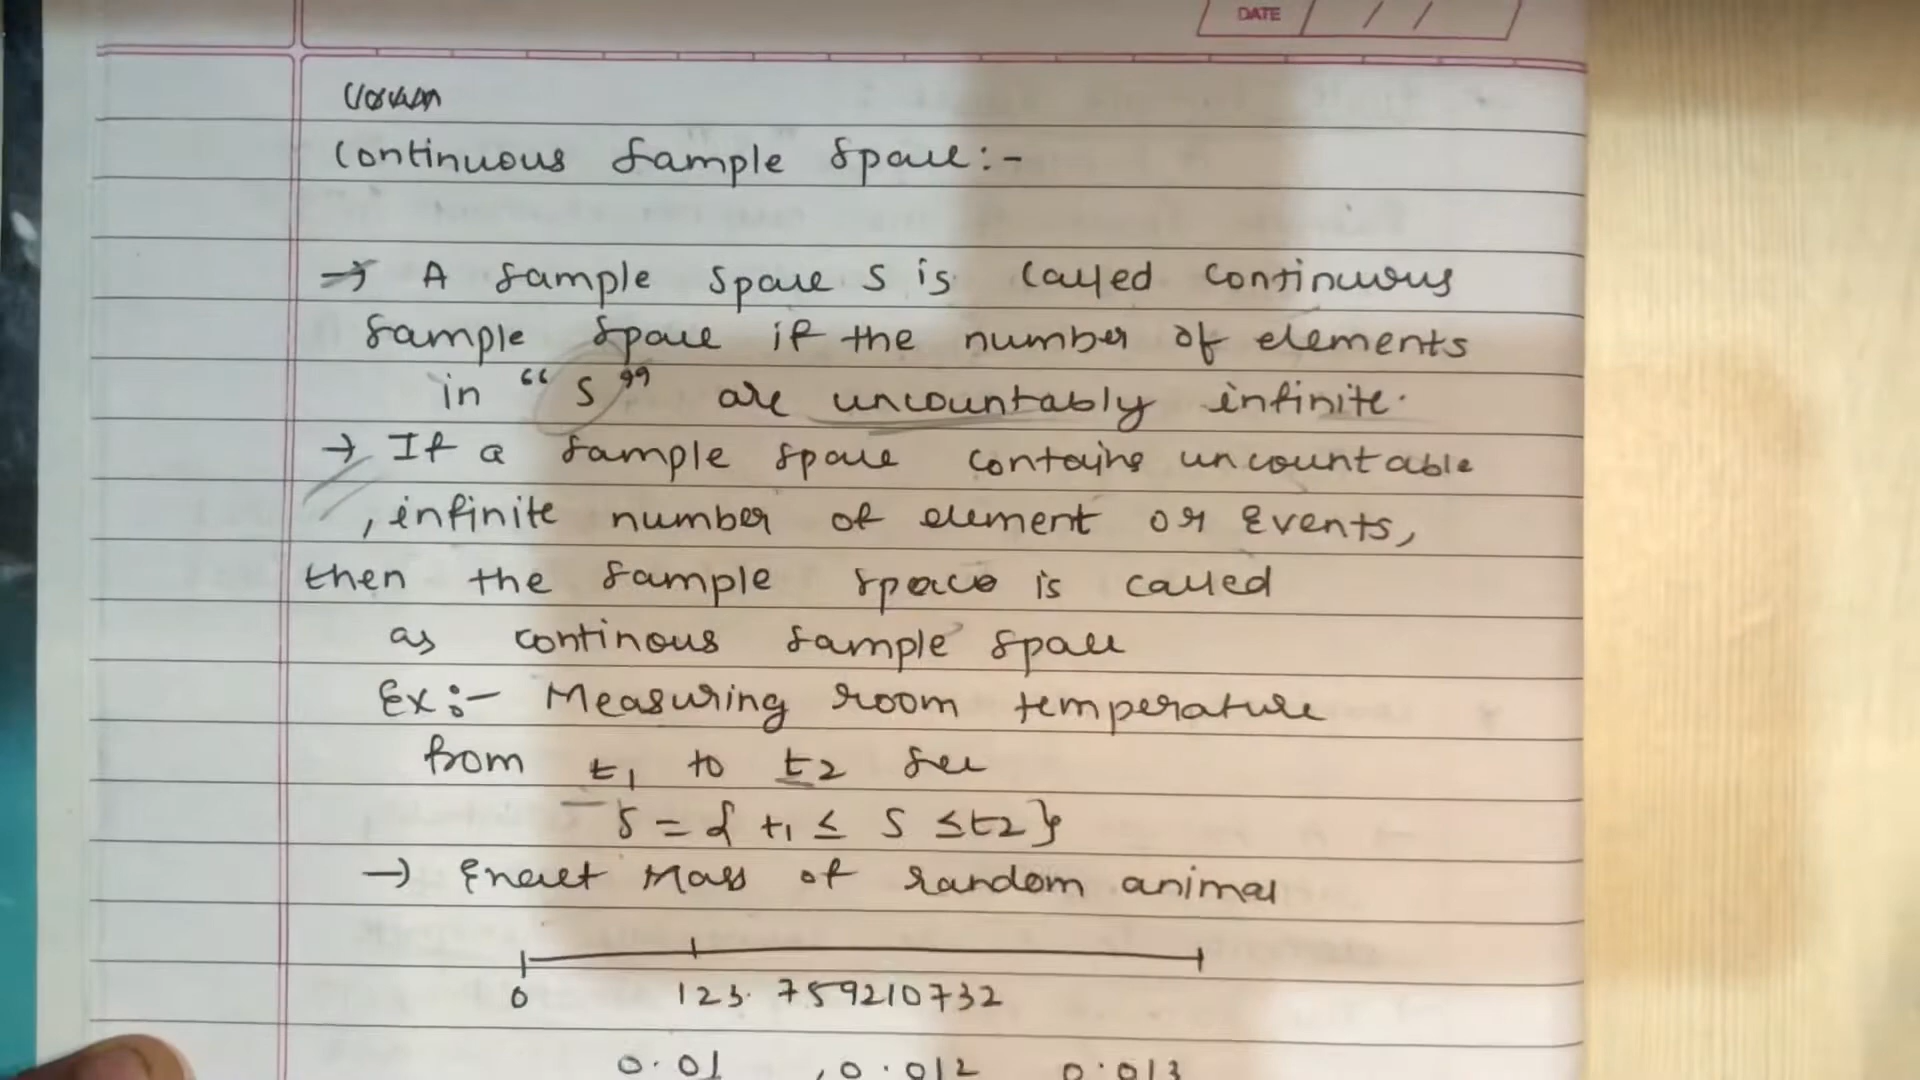 DATE / /
Continuous Sample Space:-
→ A Sample Space S is called continuous
Sample Space if the number of elements
in “S” are uncountably infinite.
→ If a Sample space contains uncountable
, infinite number of element or Events,
then the Sample space is called
as continous Sample space
Ex:- Measuring room temperature
from t1 to t2 Sec
S = { t1 ≤ S ≤ t2 }
→ Exact Mass of random animal
0 123.759210732
0.01 , 0.012 0.013